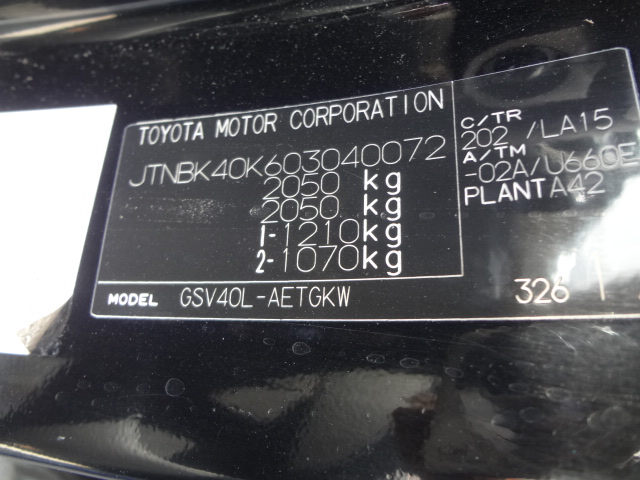 TOYOTA MOTOR CORPORATION
JTNBK40K603040072
2050 kg
2050 kg
1-1210kg
2-1070kg
C/TR
202 /LA15
A/TM
-02A/U660E
PLANT A42
MODEL GSV40L-AETGKW
326